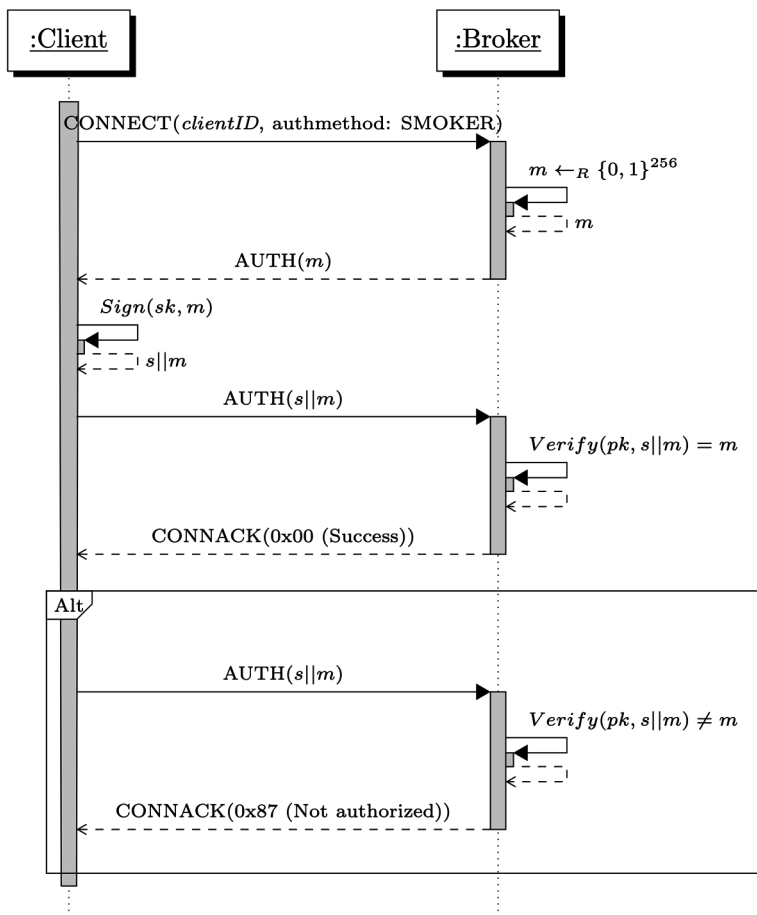 :Client
:Broker
CONNECT(clientID, authmethod: SMOKER)
m ←R {0, 1}^256
m
AUTH(m)
Sign(sk, m)
s||m
AUTH(s||m)
Verify(pk, s||m) = m
CONNACK(0x00 (Success))
Alt
AUTH(s||m)
Verify(pk, s||m) ≠ m
CONNACK(0x87 (Not authorized))